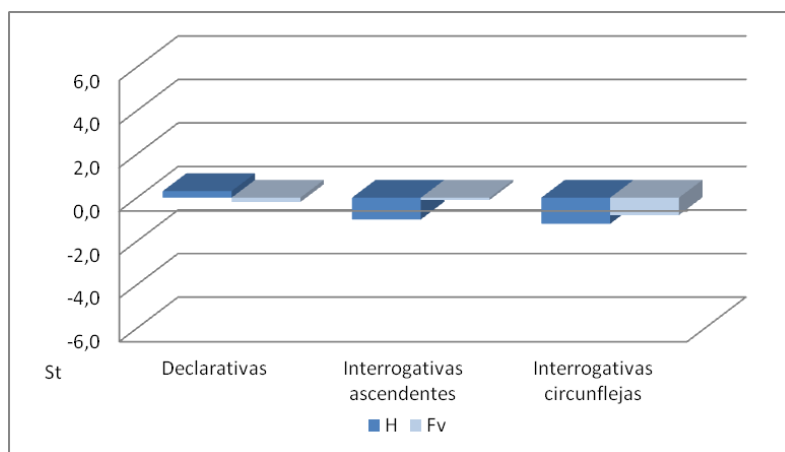 6,0
4,0
2,0
0,0
-2,0
-4,0
-6,0
St
Declarativas
Interrogativas
ascendentes
Interrogativas
circunflejas
H
Fv